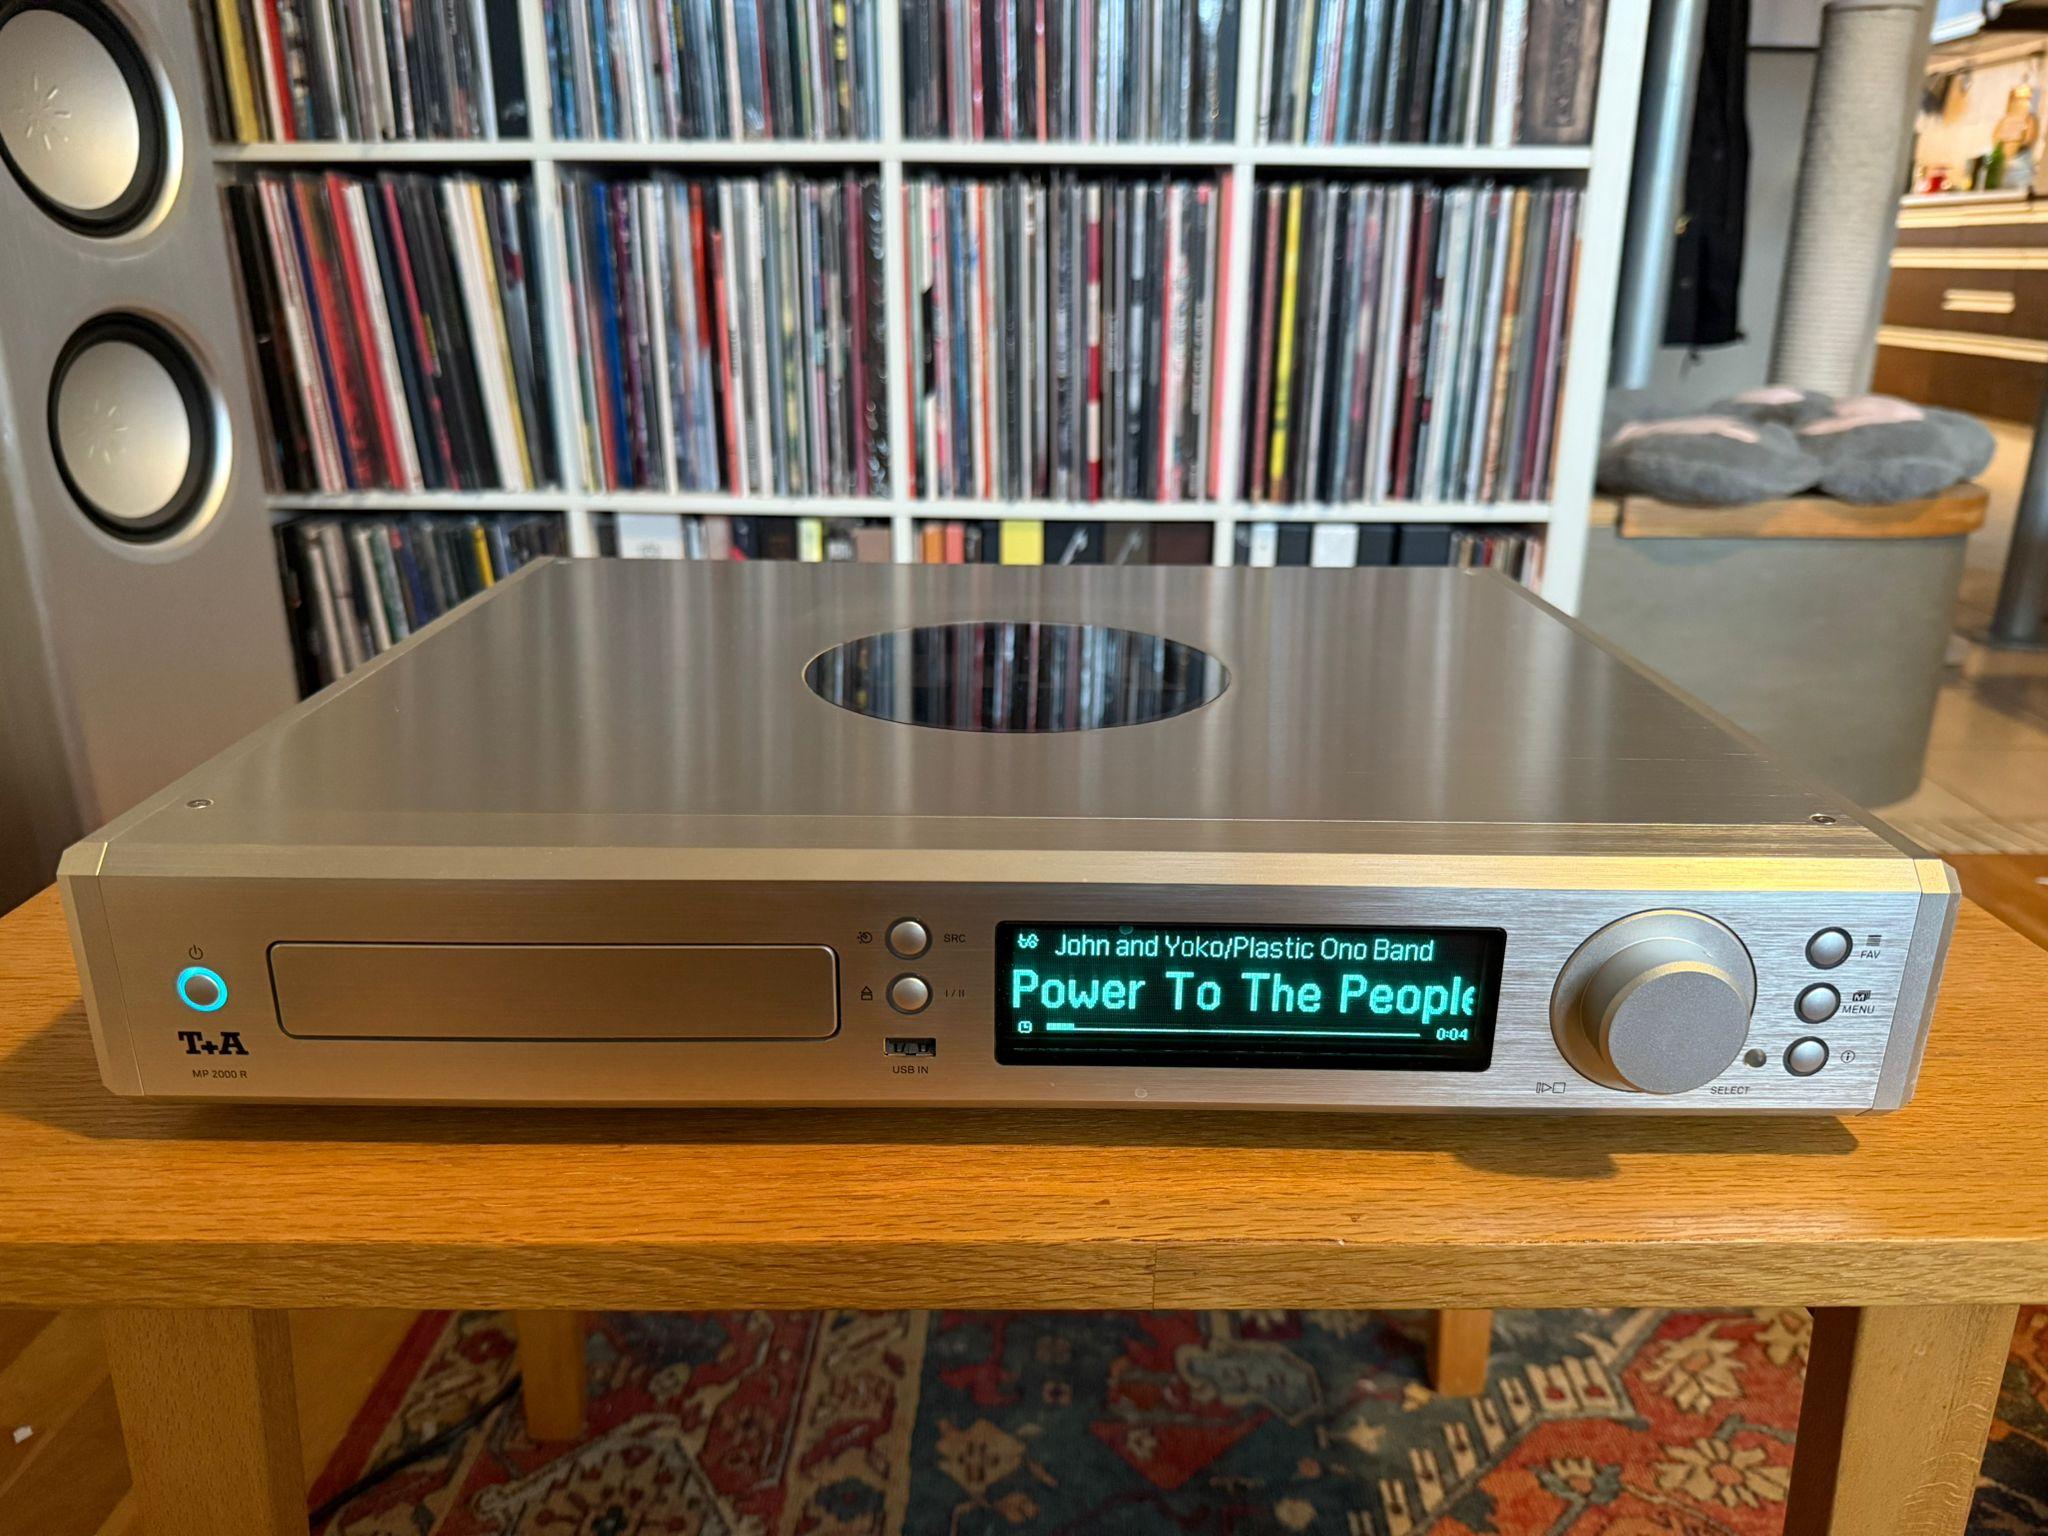 T+A
MP 2000 R
SRC
I / II
USB IN
John and Yoko/Plastic Ono Band
Power To The People
0:04
SELECT
FAV
MENU